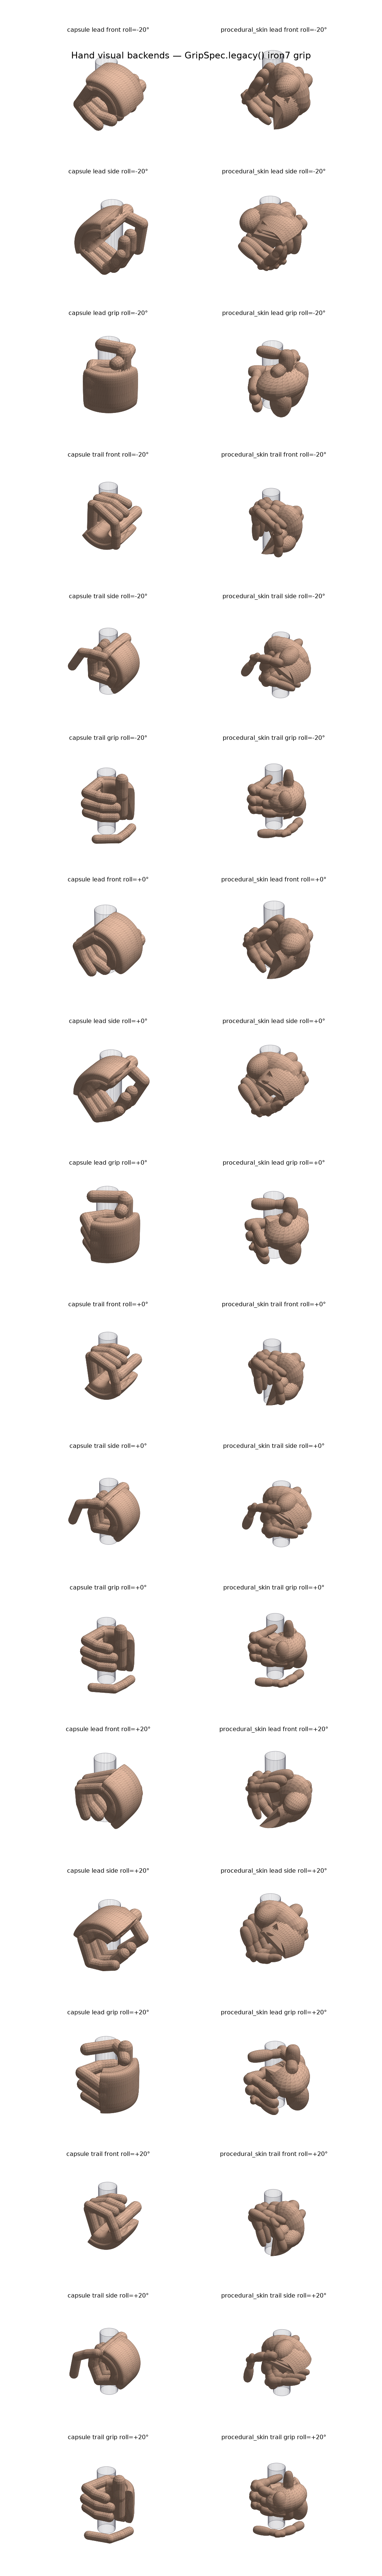 capsule lead front roll=-20° procedural_skin lead front roll=-20°
Hand visual backends — GripSpec.legacy() iron7 grip
capsule lead side roll=-20° procedural_skin lead side roll=-20°
capsule lead grip roll=-20° procedural_skin lead grip roll=-20°
capsule trail front roll=-20° procedural_skin trail front roll=-20°
capsule trail side roll=-20° procedural_skin trail side roll=-20°
capsule trail grip roll=-20° procedural_skin trail grip roll=-20°
capsule lead front roll=+0° procedural_skin lead front roll=+0°
capsule lead side roll=+0° procedural_skin lead side roll=+0°
capsule lead grip roll=+0° procedural_skin lead grip roll=+0°
capsule trail front roll=+0° procedural_skin trail front roll=+0°
capsule trail side roll=+0° procedural_skin trail side roll=+0°
capsule trail grip roll=+0° procedural_skin trail grip roll=+0°
capsule lead front roll=+20° procedural_skin lead front roll=+20°
capsule lead side roll=+20° procedural_skin lead side roll=+20°
capsule lead grip roll=+20° procedural_skin lead grip roll=+20°
capsule trail front roll=+20° procedural_skin trail front roll=+20°
capsule trail side roll=+20° procedural_skin trail side roll=+20°
capsule trail grip roll=+20° procedural_skin trail grip roll=+20°